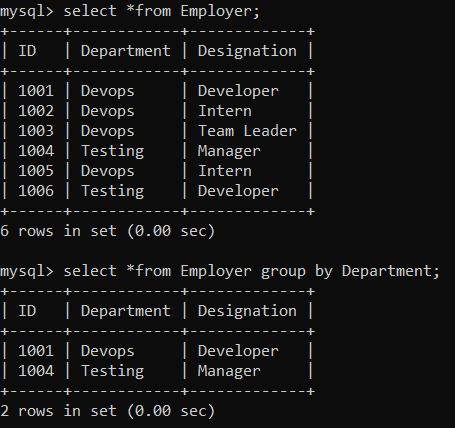 mysql> select *from Employer;
+------+------------+-------------+
| ID   | Department | Designation |
+------+------------+-------------+
| 1001 | Devops     | Developer   |
| 1002 | Devops     | Intern      |
| 1003 | Devops     | Team Leader |
| 1004 | Testing    | Manager     |
| 1005 | Devops     | Intern      |
| 1006 | Testing    | Developer   |
+------+------------+-------------+
6 rows in set (0.00 sec)

mysql> select *from Employer group by Department;
+------+------------+-------------+
| ID   | Department | Designation |
+------+------------+-------------+
| 1001 | Devops     | Developer   |
| 1004 | Testing    | Manager     |
+------+------------+-------------+
2 rows in set (0.00 sec)